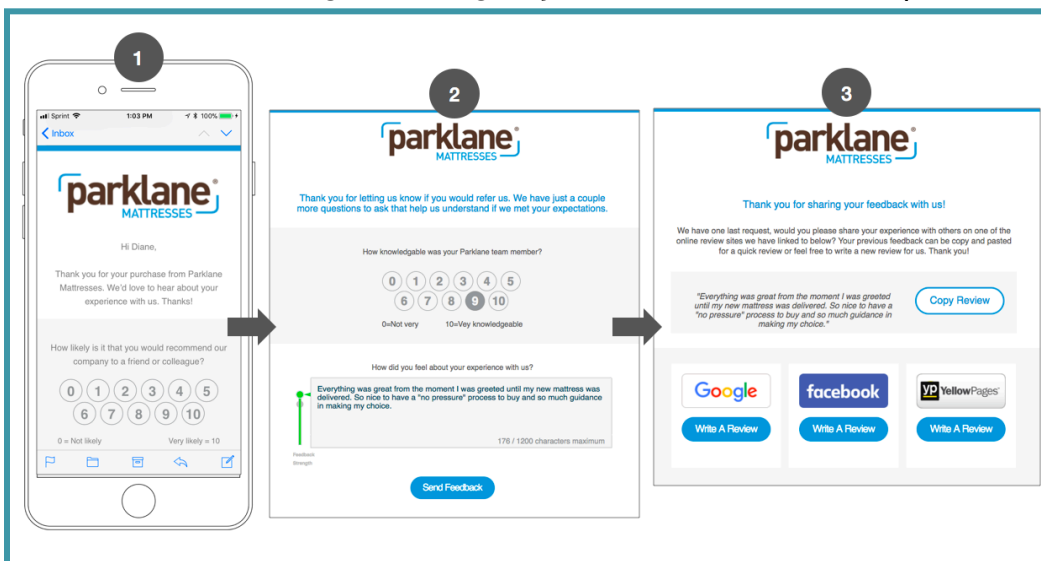 1
Sprint 1:03 PM 100%
Inbox
parklane®
MATTRESSES
Hi Diane,
Thank you for your purchase from Parklane
Mattresses. We'd love to hear about your
experience with us. Thanks!
How likely is it that you would recommend our
company to a friend or colleague?
0 1 2 3 4 5
6 7 8 9 10
0 = Not likely Very likely = 10
2
parklane®
MATTRESSES
Thank you for letting us know if you would refer us. We have just a couple
more questions to ask that help us understand if we met your expectations.
How knowledgable was your Parklane team member?
0 1 2 3 4 5
6 7 8 9 10
0=Not very 10=Vey knowledgeable
How did you feel about your experience with us?
Everything was great from the moment I was greeted until my new mattress was
delivered. So nice to have a "no pressure" process to buy and so much guidance
in making my choice.
176 / 1200 characters maximum
Feedback
Strength
Send Feedback
3
parklane®
MATTRESSES
Thank you for sharing your feedback with us!
We have one last request, would you please share your experience with others on one of the
online review sites we have linked to below? Your previous feedback can be copy and pasted
for a quick review or feel free to write a new review for us. Thank you!
"Everything was great from the moment I was greeted
until my new mattress was delivered. So nice to have a
"no pressure" process to buy and so much guidance in
making my choice."
Copy Review
Google
Write A Review
facebook
Write A Review
yp YellowPages
Write A Review